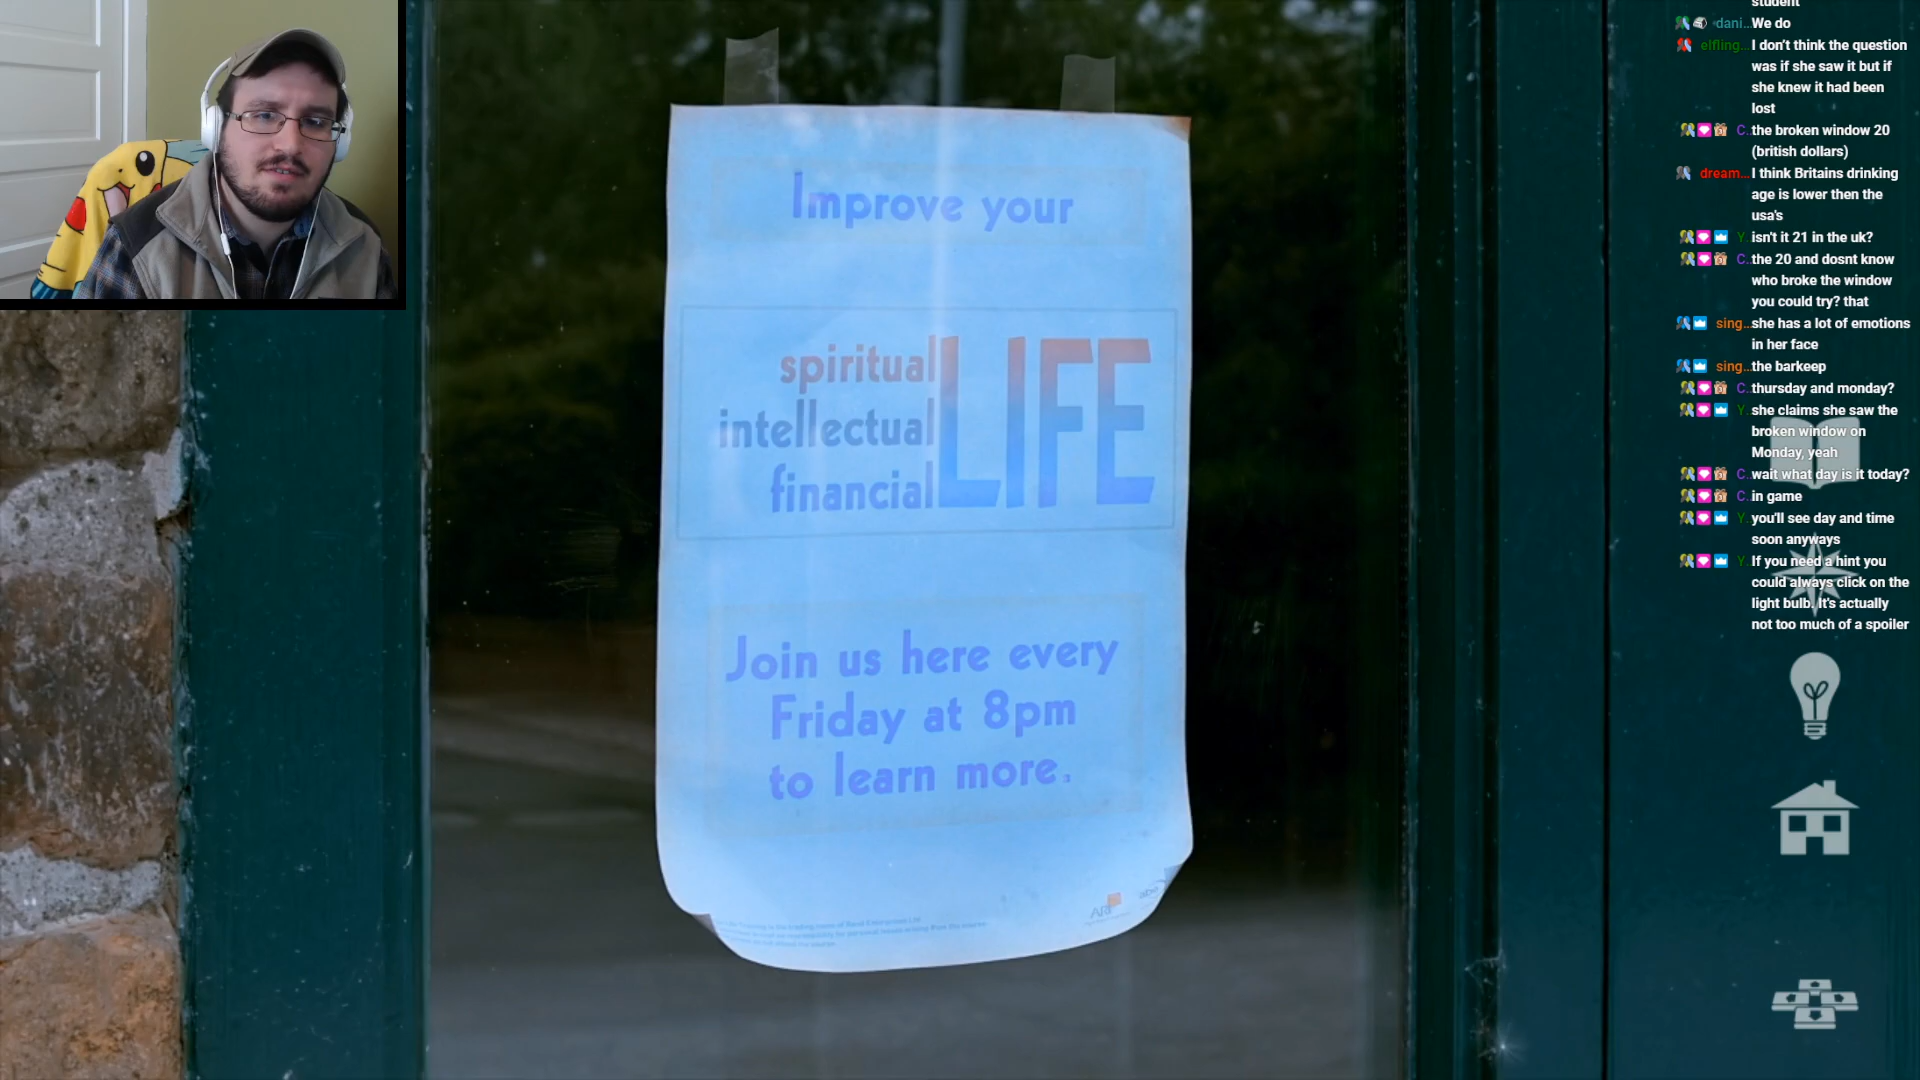 Improve your
spiritual
intellectual
financial
LIFE
Join us here every
Friday at 8pm
to learn more.
student
dani... We do
elfling... I don't think the question
was if she saw it but if
she knew it had been
lost
C. the broken window 20
(british dollars)
dream... I think Britains drinking
age is lower then the
usa's
Y. isn't it 21 in the uk?
C. the 20 and dosnt know
who broke the window
you could try? that
sing... she has a lot of emotions
in her face
sing... the barkeep
C. thursday and monday?
Y. she claims she saw the
broken window on
Monday, yeah
C. wait what day is it today?
C. in game
Y. you'll see day and time
soon anyways
Y. If you need a hint you
could always click on the
light bulb. It's actually
not too much of a spoiler